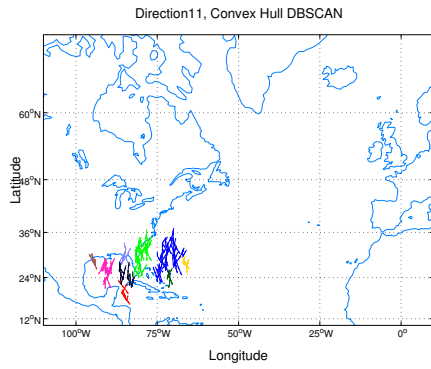 Direction11, Convex Hull DBSCAN
Latitude
60°N
48°N
36°N
24°N
12°N
100°W
75°W
50°W
25°W
0°
Longitude